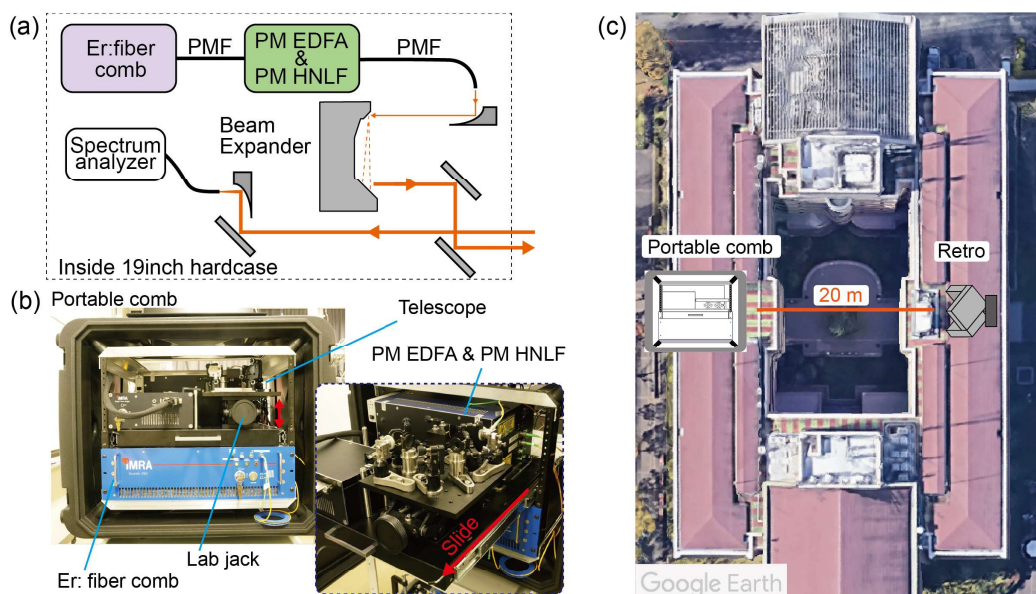 (a)
Er:fiber
comb
PMF
PM EDFA
&
PM HNLF
PMF
Beam
Expander
Spectrum
analyzer
Inside 19inch hardcase
(b)
Portable comb
Telescope
PM EDFA & PM HNLF
IMRA
Slide
Lab jack
Er: fiber comb
(c)
Portable comb
Retro
20 m
Google Earth